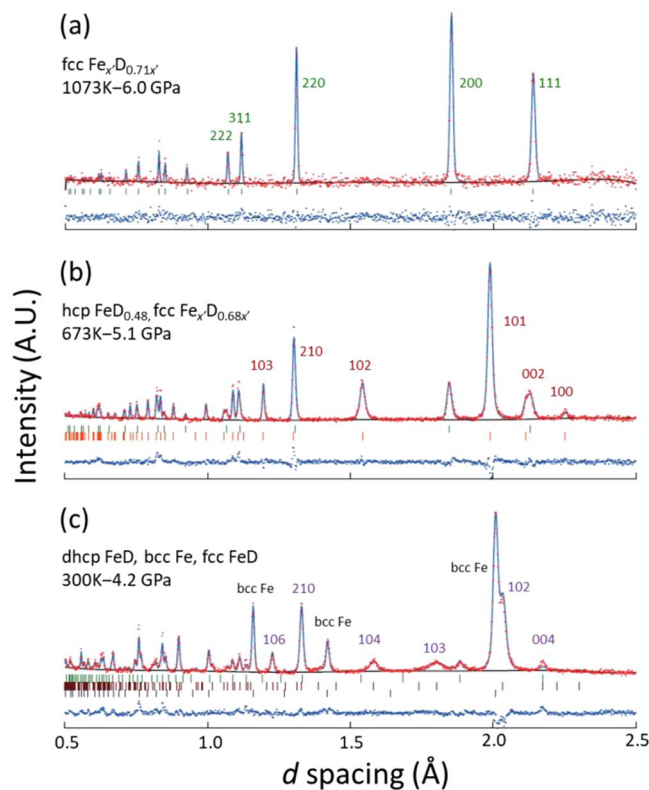 (a)
fcc Feₓ′D₀.₇₁ₓ′
1073K–6.0 GPa
222
311
220
200
111
(b)
hcp FeD₀.₄₈, fcc Feₓ′D₀.₆₈ₓ′
673K–5.1 GPa
103
210
102
101
002
100
(c)
dhcp FeD, bcc Fe, fcc FeD
300K–4.2 GPa
bcc Fe
106
210
bcc Fe
104
103
bcc Fe
102
004
0.5
1.0
1.5
2.0
2.5
d spacing (Å)
Intensity (A.U.)